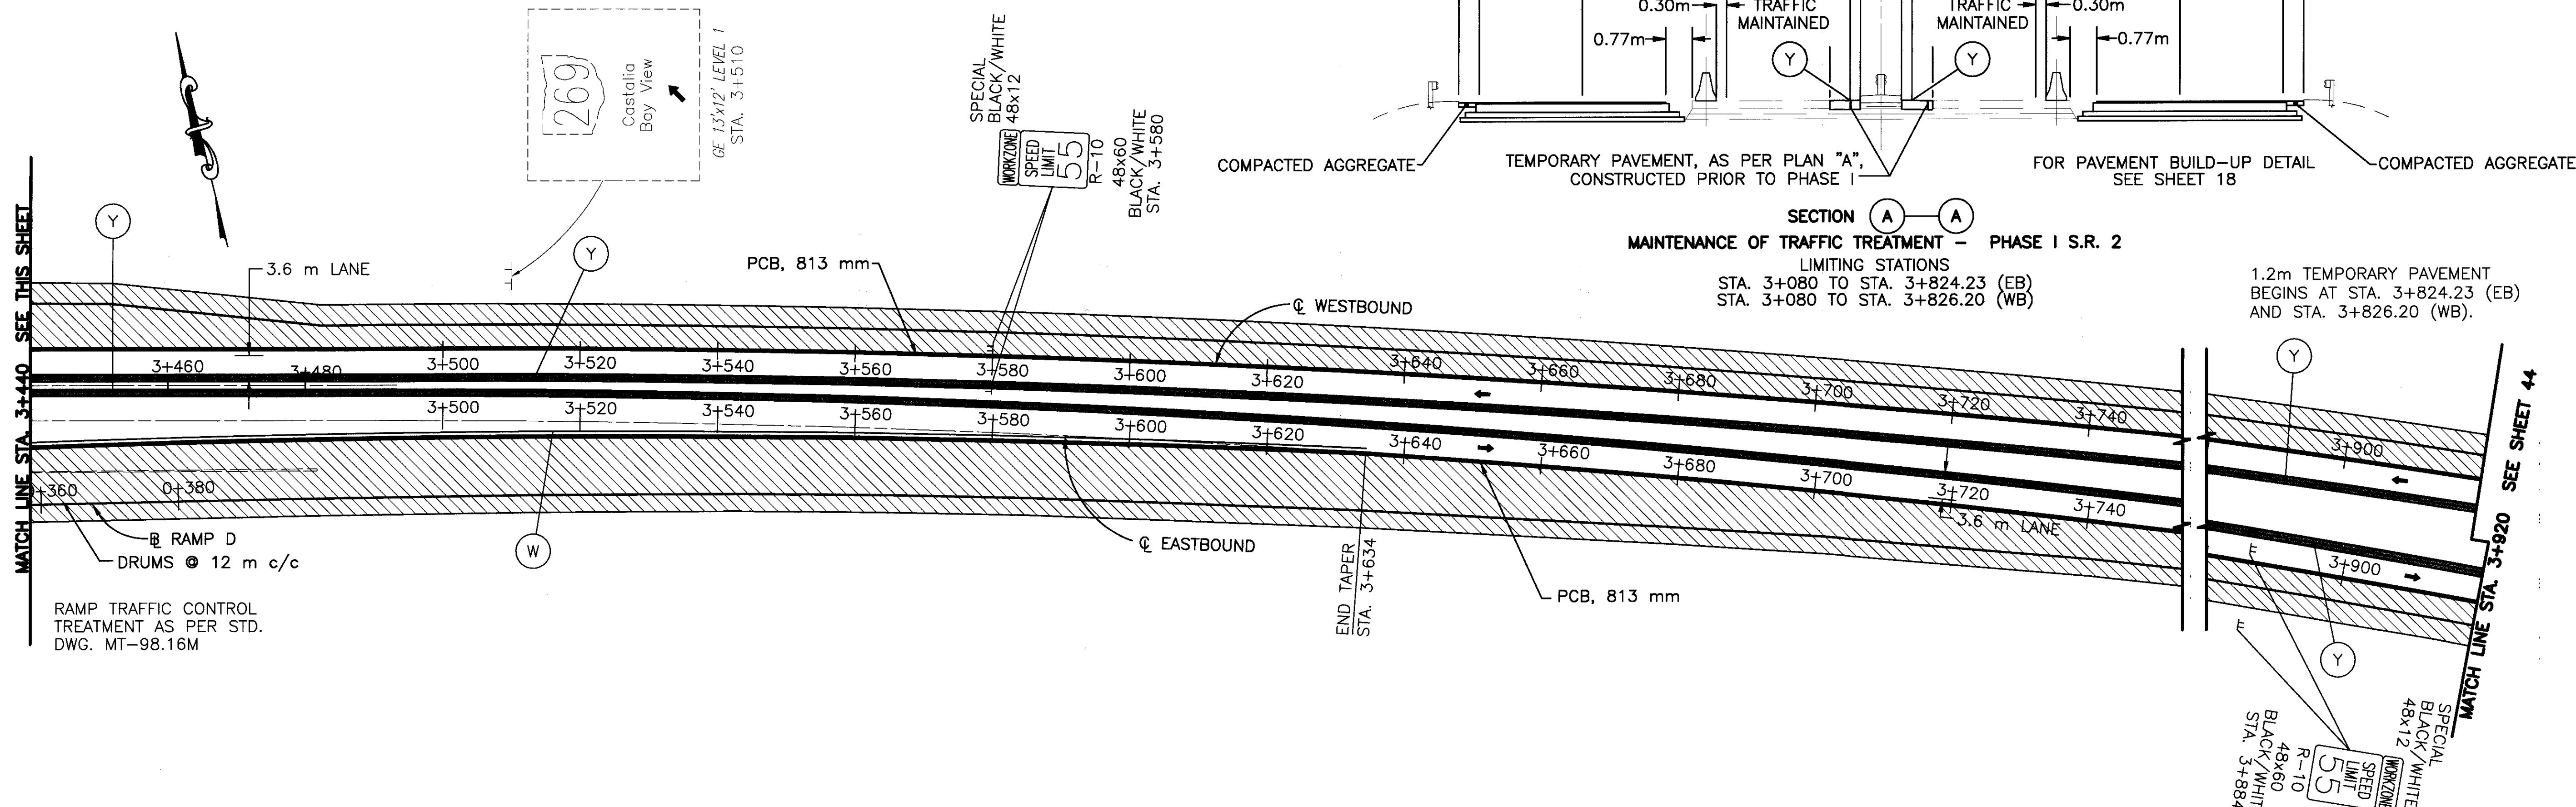 0.30m
TRAFFIC
MAINTAINED
TRAFFIC
MAINTAINED
0.30m
0.77m
0.77m
Y
Y
COMPACTED AGGREGATE
TEMPORARY PAVEMENT, AS PER PLAN "A",
CONSTRUCTED PRIOR TO PHASE I
FOR PAVEMENT BUILD-UP DETAIL
SEE SHEET 18
COMPACTED AGGREGATE
SECTION A A
MAINTENANCE OF TRAFFIC TREATMENT - PHASE I S.R. 2
LIMITING STATIONS
STA. 3+080 TO STA. 3+824.23 (EB)
STA. 3+080 TO STA. 3+826.20 (WB)
1.2m TEMPORARY PAVEMENT
BEGINS AT STA. 3+824.23 (EB)
AND STA. 3+826.20 (WB).
269
Castalia
Bay View
GE 13'x12' LEVEL 1
STA. 3+510
SPECIAL
BLACK/WHITE
48x12
WORKZONE
SPEED
LIMIT
55
R-10
48x60
BLACK/WHITE
STA. 3+580
MATCH LINE STA. 3+440 SEE THIS SHEET
Y
3.6 m LANE
Y
PCB, 813 mm
℄ WESTBOUND
Y
3+460
3+480
3+500
3+520
3+540
3+560
3+580
3+600
3+620
3+640
3+660
3+680
3+700
3+720
3+740
3+900
3+500
3+520
3+540
3+560
3+580
3+600
3+620
3+640
3+660
3+680
3+700
3+720
3+740
3+900
3.6 m LANE
0+360
0+380
BL RAMP D
DRUMS @ 12 m c/c
W
℄ EASTBOUND
END TAPER
STA. 3+634
PCB, 813 mm
Y
RAMP TRAFFIC CONTROL
TREATMENT AS PER STD.
DWG. MT-98.16M
MATCH LINE STA. 3+920 SEE SHEET 44
SPECIAL
BLACK/WHITE
48x12
WORKZONE
SPEED
LIMIT
55
R-10
48x60
BLACK/WHIT
STA. 3+884